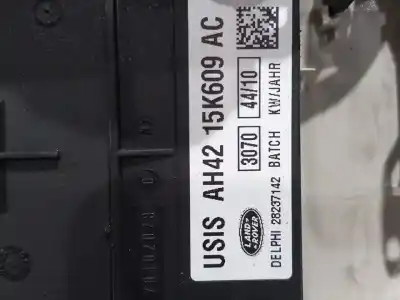 USIS AH42 15K609 AC
3070 44/10
LAND ROVER
DELPHI 28237142 BATCH KW/JAHR